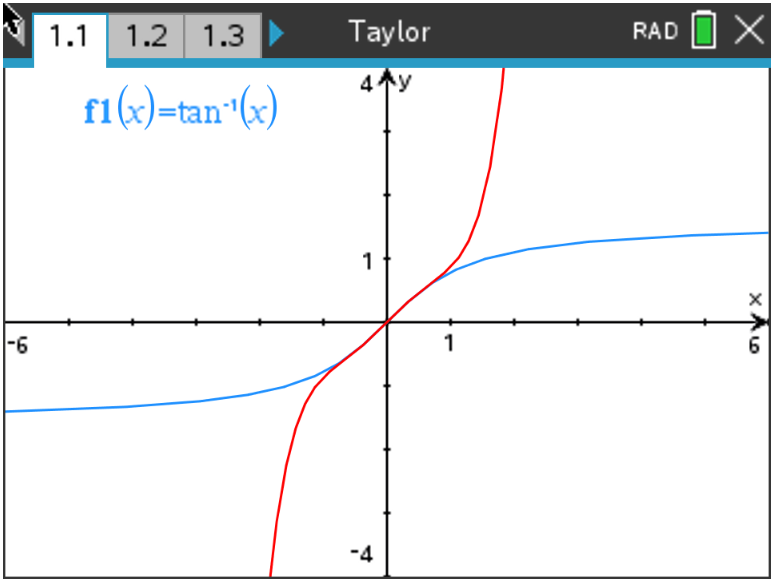 1.1 1.2 1.3 Taylor RAD
4 y
f1(x)=tan⁻¹(x)
1
x
-6 1 6
-4